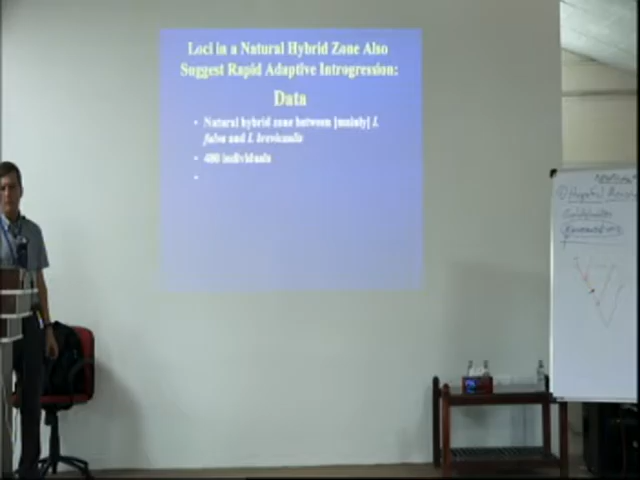 Loci in a Natural Hybrid Zone Also
Suggest Rapid Adaptive Introgression:
Data
• Natural hybrid zone between [mainly] I.
fulva and I. brevicaulis
• 480 individuals
•
Hopeful